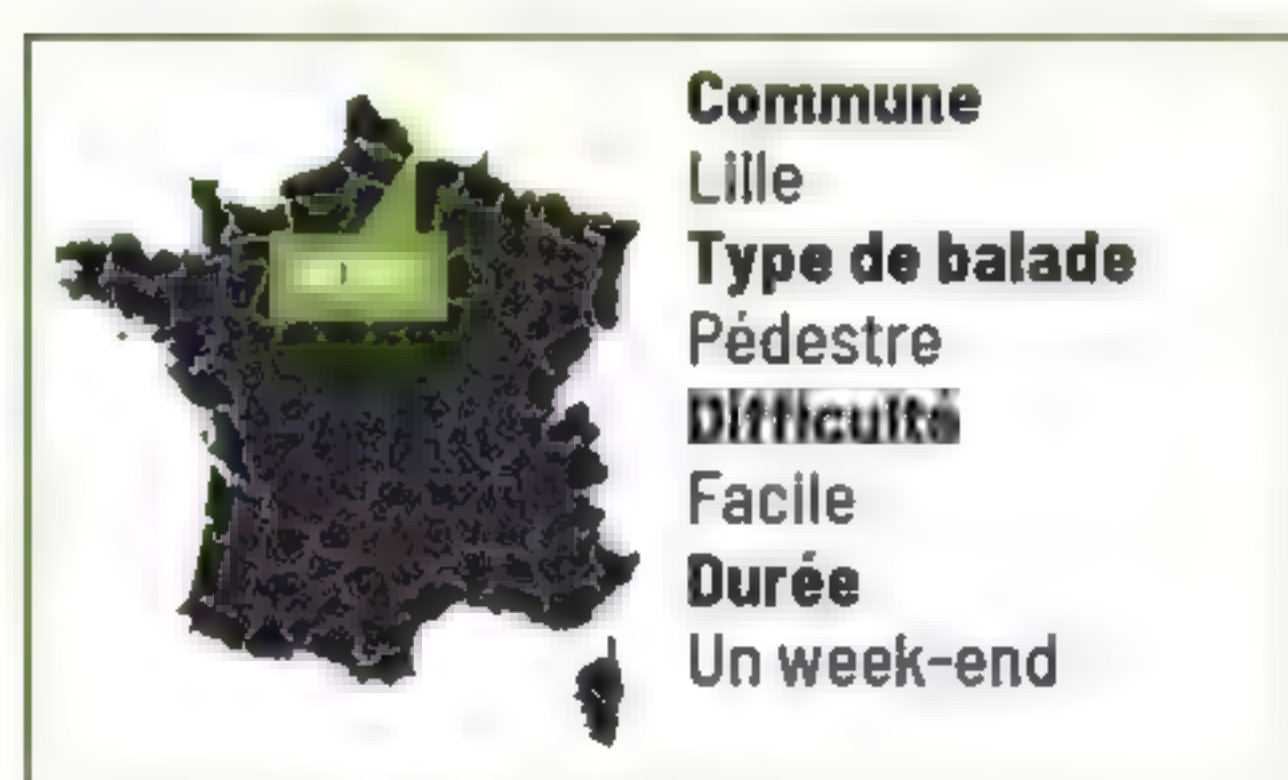 Commune
Lille
Type de balade
Pédestre
Difficulté
Facile
Durée
Un week-end